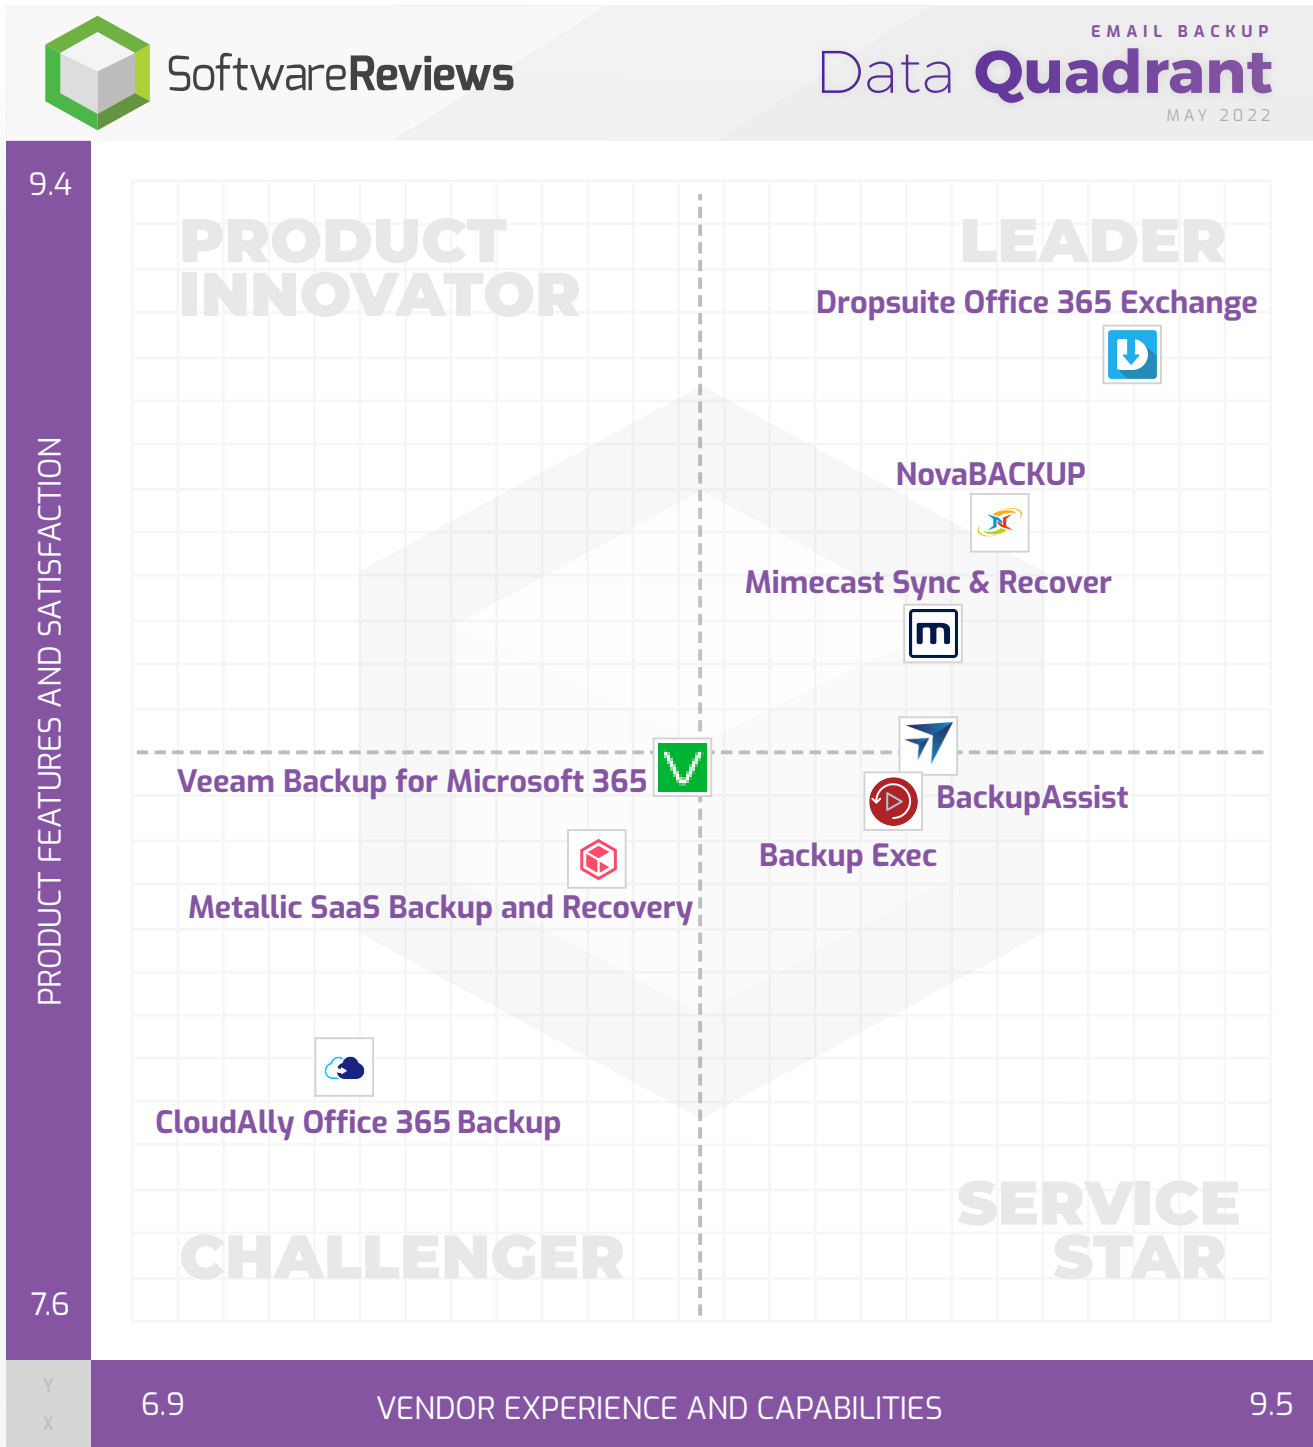 SoftwareReviews
EMAIL BACKUP
Data Quadrant
MAY 2022
9.4
PRODUCT FEATURES AND SATISFACTION
7.6
PRODUCT
INNOVATOR
LEADER
Dropsuite Office 365 Exchange
NovaBACKUP
Mimecast Sync & Recover
Veeam Backup for Microsoft 365
BackupAssist
Backup Exec
Metallic SaaS Backup and Recovery
CloudAlly Office 365 Backup
CHALLENGER
SERVICE
STAR
Y
X
6.9
VENDOR EXPERIENCE AND CAPABILITIES
9.5